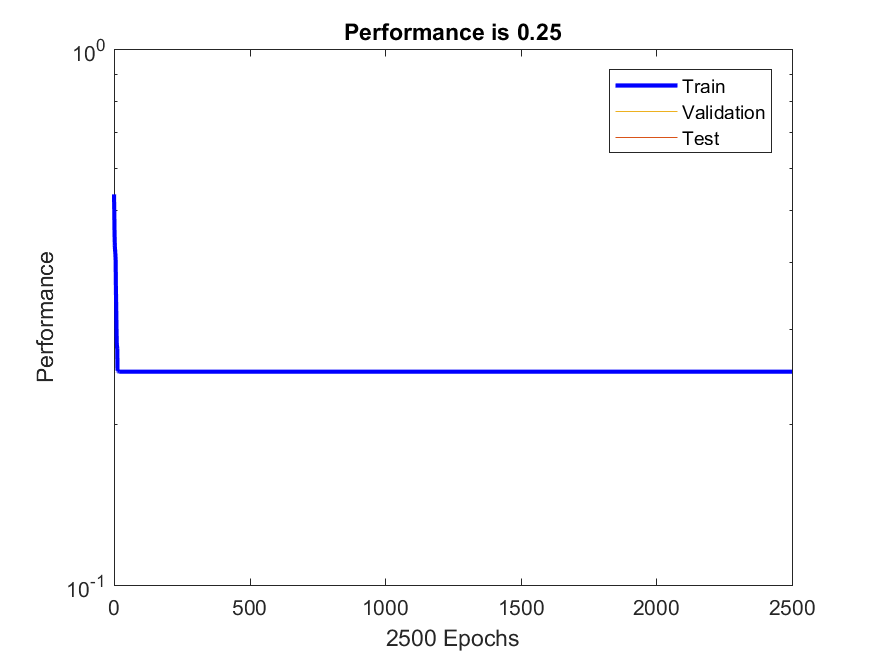 Performance is 0.25
10^0
Train
Validation
Test
Performance
10^-1
0 500 1000 1500 2000 2500
2500 Epochs